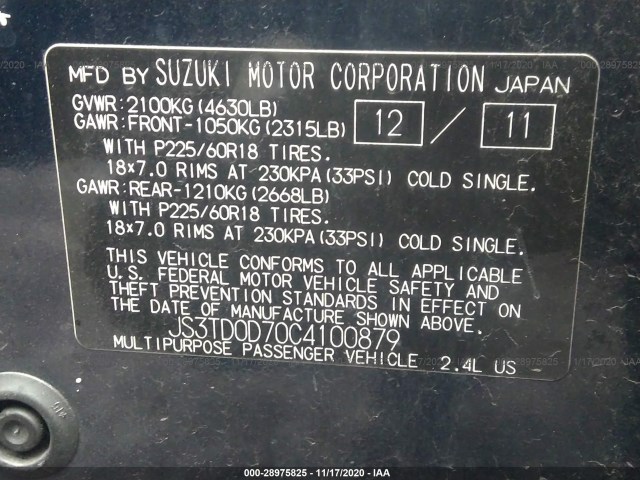 MFD BY SUZUKI MOTOR CORPORATION JAPAN
GVWR:2100KG(4630LB)
GAWR:FRONT-1050KG(2315LB)
12 / 11
WITH P225/60R18 TIRES.
18x7.0 RIMS AT 230KPA(33PSI) COLD SINGLE.
GAWR:REAR-1210KG(2668LB)
WITH P225/60R18 TIRES.
18x7.0 RIMS AT 230KPA(33PSI) COLD SINGLE.
THIS VEHICLE CONFORMS TO ALL APPLICABLE
U.S. FEDERAL MOTOR VEHICLE SAFETY AND
THEFT PREVENTION STANDARDS IN EFFECT ON
THE DATE OF MANUFACTURE SHOWN ABOVE.
JS3TD0D70C4100879
MULTIPURPOSE PASSENGER VEHICLE 2.4L US
000-28975825 - 11/17/2020 - IAA